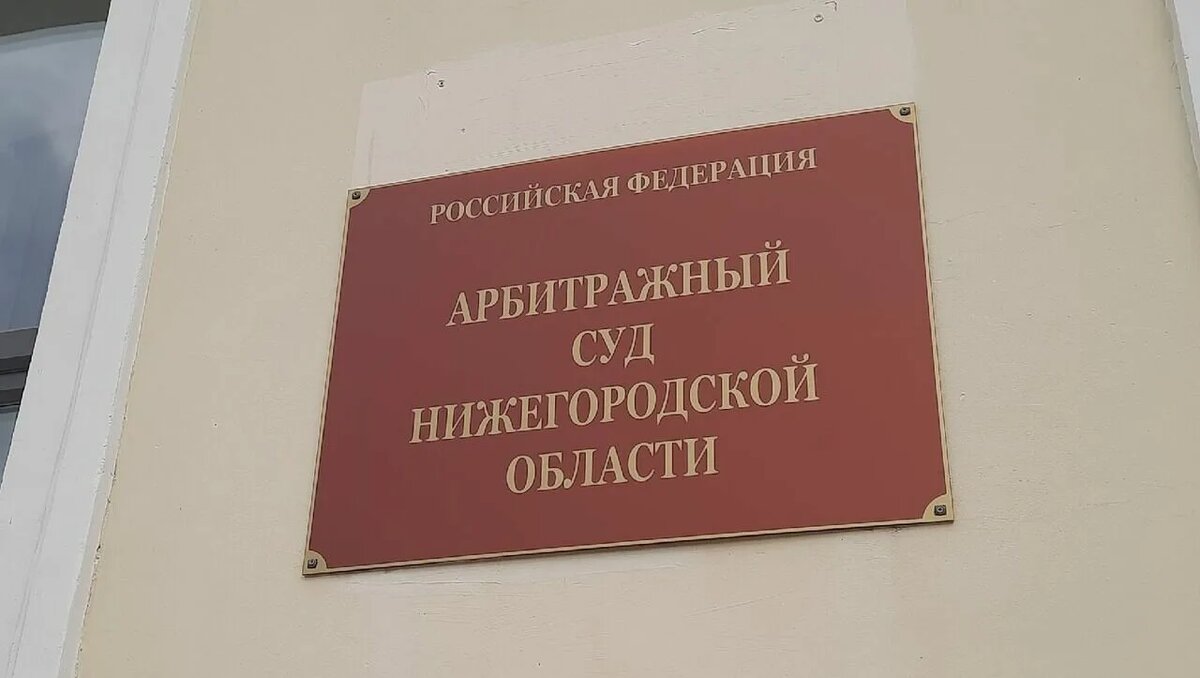 РОССИЙСКАЯ ФЕДЕРАЦИЯ
АРБИТРАЖНЫЙ
СУД
НИЖЕГОРОДСКОЙ
ОБЛАСТИ